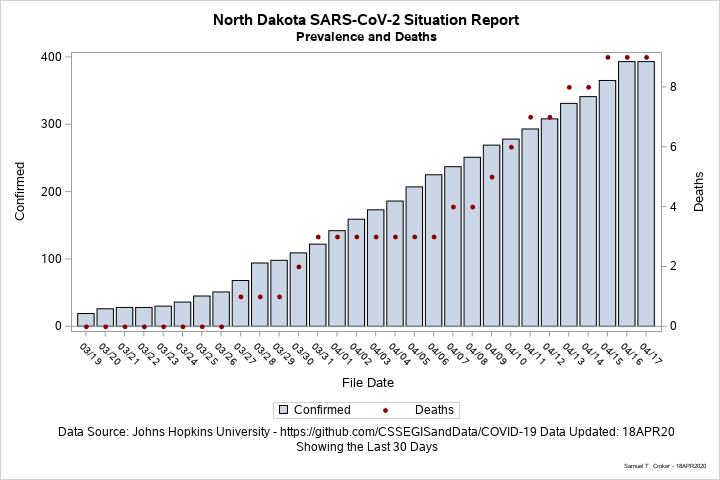 North Dakota SARS-CoV-2 Situation Report
Prevalence and Deaths
400
300
200
100
0
Confirmed
8
6
4
2
0
Deaths
03/19 03/20 03/21 03/22 03/23 03/24 03/25 03/26 03/27 03/28 03/29 03/30 03/31 04/01 04/02 04/03 04/04 04/05 04/06 04/07 04/08 04/09 04/10 04/11 04/12 04/13 04/14 04/15 04/16 04/17
File Date
Confirmed Deaths
Data Source: Johns Hopkins University - https://github.com/CSSEGISandData/COVID-19 Data Updated: 18APR20
Showing the Last 30 Days
Samuel T. Croker - 18APR2020